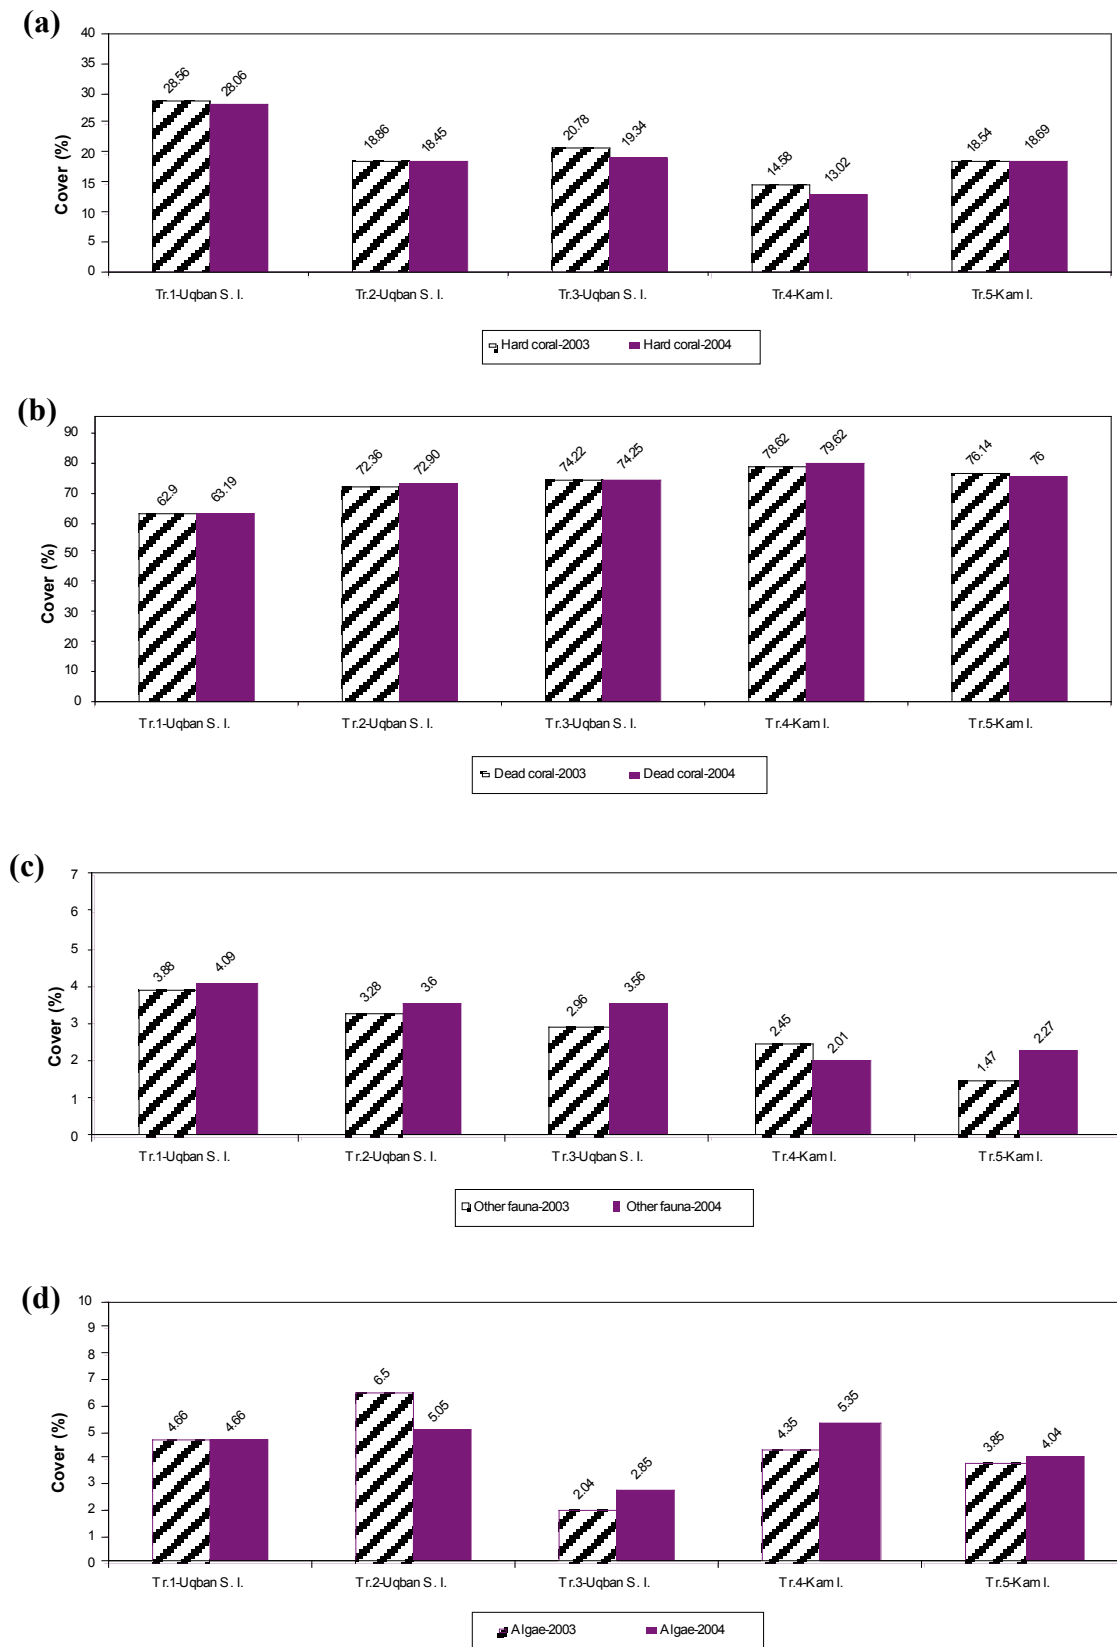 (a)
40
35
30
25
20
15
10
5
0
Cover (%)
28.56 28.06 18.86 18.45 20.78 19.34 14.58 13.02 18.54 18.69
Tr.1-Uqban S. I. Tr.2-Uqban S. I. Tr.3-Uqban S. I. Tr.4-Kam I. Tr.5-Kam I.
Hard coral-2003 Hard coral-2004
(b)
90
80
70
60
50
40
30
20
10
0
Cover (%)
62.9 63.19 72.36 72.90 74.22 74.25 78.62 79.62 76.14 76
Tr.1-Uqban S. I. Tr.2-Uqban S. I. Tr.3-Uqban S. I. Tr.4-Kam I. Tr.5-Kam I.
Dead coral-2003 Dead coral-2004
(c)
7
6
5
4
3
2
1
0
Cover (%)
3.88 4.09 3.28 3.6 2.96 3.56 2.45 2.01 1.47 2.27
Tr.1-Uqban S. I. Tr.2-Uqban S. I. Tr.3-Uqban S. I. Tr.4-Kam I. Tr.5-Kam I.
Other fauna-2003 Other fauna-2004
(d)
10
9
8
7
6
5
4
3
2
1
0
Cover (%)
4.66 4.66 6.5 5.05 2.04 2.85 4.35 5.35 3.85 4.04
Tr.1-Uqban S. I. Tr.2-Uqban S. I. Tr.3-Uqban S. I. Tr.4-Kam I. Tr.5-Kam I.
Algae-2003 Algae-2004